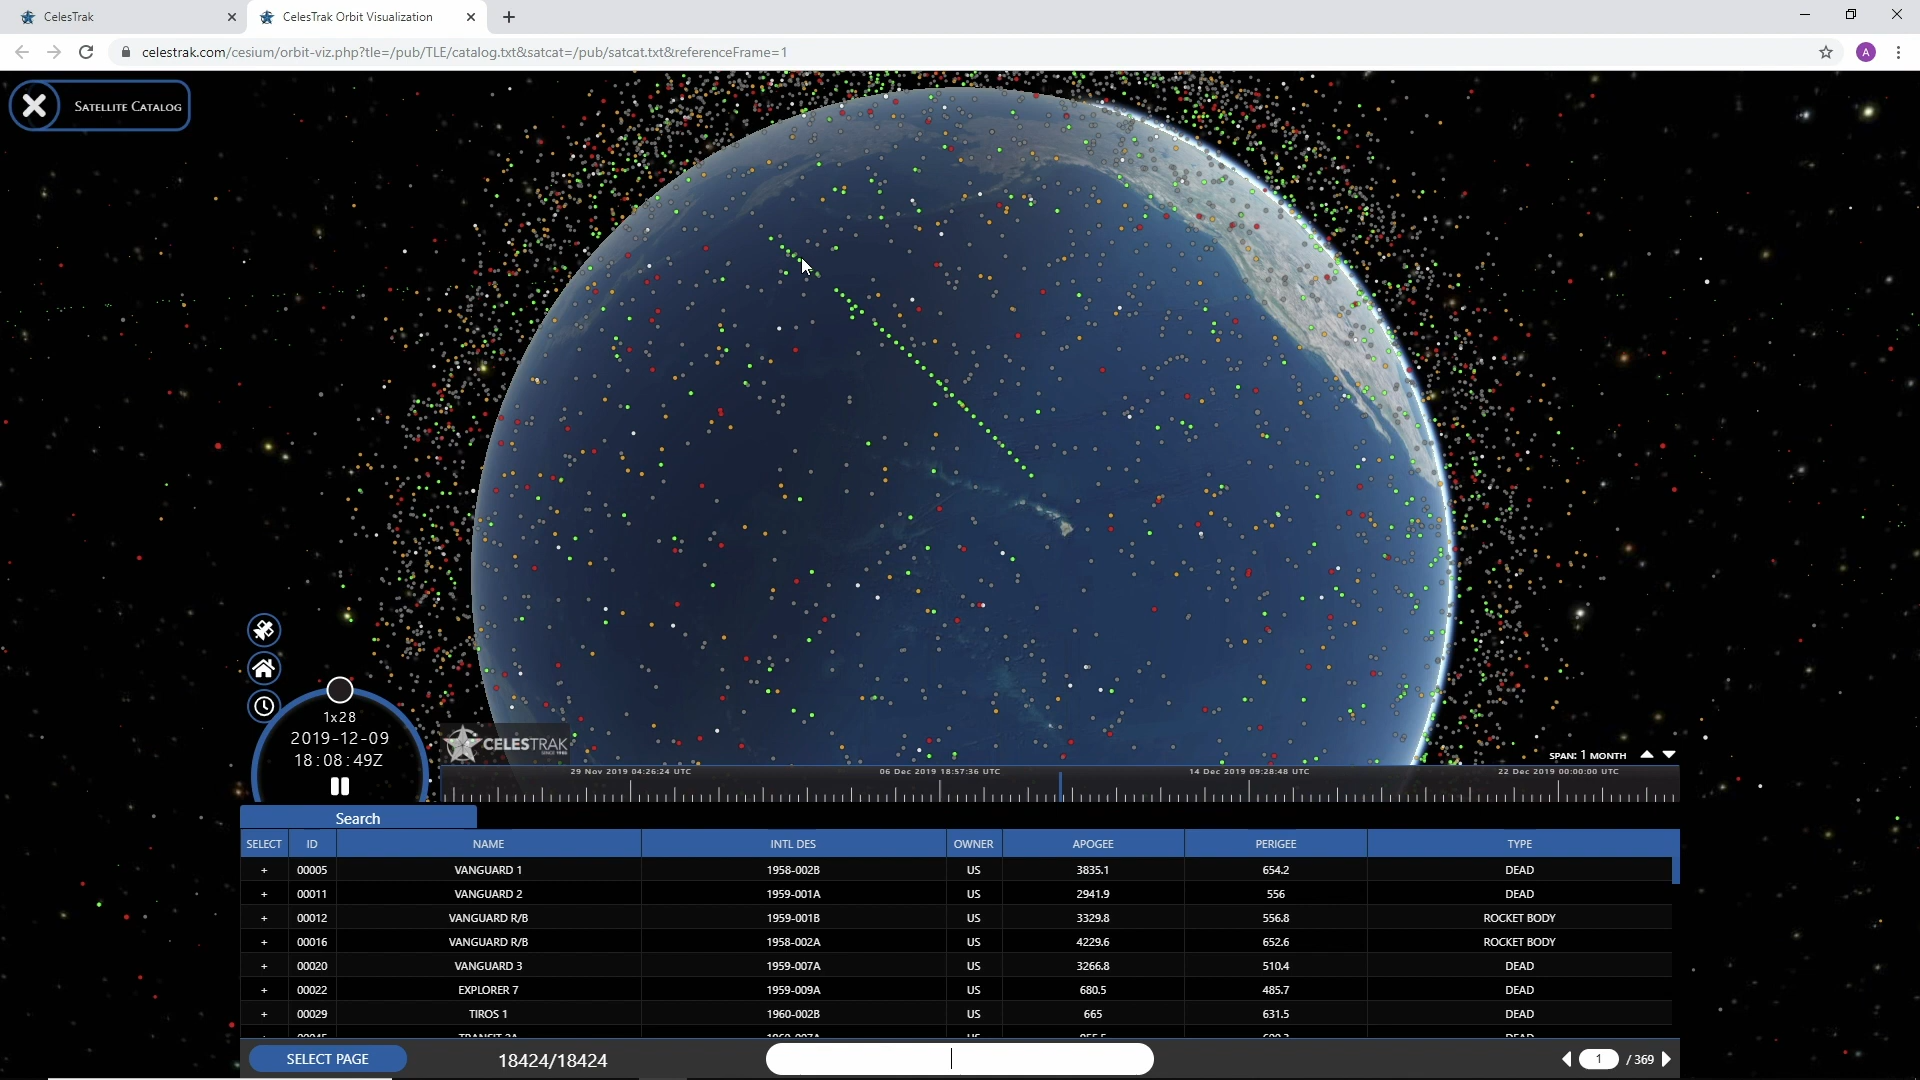 CelesTrak
CelesTrak Orbit Visualization
celestrak.com/cesium/orbit-viz.php?tle=/pub/TLE/catalog.txt&satcat=/pub/satcat.txt&referenceFrame=1
A
SATELLITE CATALOG
1x28
2019-12-09
18:08:49Z
CELESTRAK
SPAN: 1 MONTH
29 Nov 2019 04:26:24 UTC
06 Dec 2019 18:57:36 UTC
14 Dec 2019 09:28:48 UTC
22 Dec 2019 00:00:00 UTC
Search
SELECT ID NAME INTL DES OWNER APOGEE PERIGEE TYPE
+ 00005 VANGUARD 1 1958-002B US 3835.1 654.2 DEAD
+ 00011 VANGUARD 2 1959-001A US 2941.9 556 DEAD
+ 00012 VANGUARD R/B 1959-001B US 3329.8 556.8 ROCKET BODY
+ 00016 VANGUARD R/B 1958-002A US 4229.6 652.6 ROCKET BODY
+ 00020 VANGUARD 3 1959-007A US 3266.8 510.4 DEAD
+ 00022 EXPLORER 7 1959-009A US 680.5 485.7 DEAD
+ 00029 TIROS 1 1960-002B US 665 631.5 DEAD
SELECT PAGE
18424/18424
1 / 369